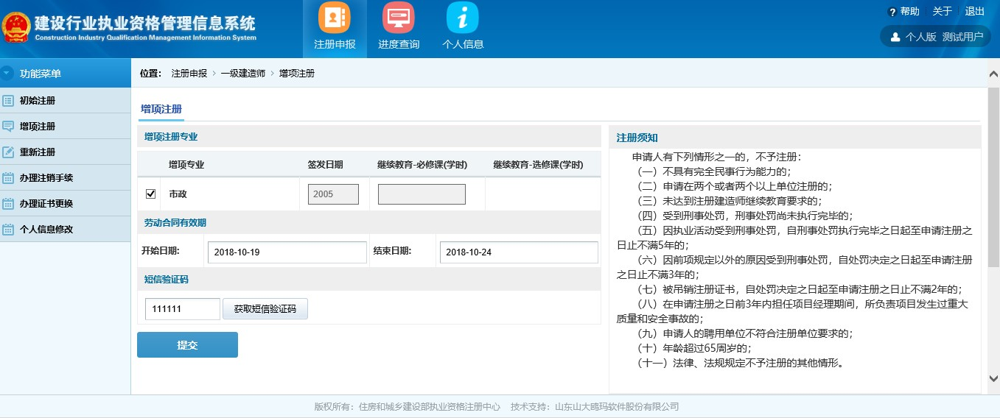 建设行业执业资格管理信息系统
Construction Industry Qualification Management Information System
注册申报
进度查询
个人信息
? 帮助 关于 退出
个人版 测试用户
功能菜单
初始注册
增项注册
重新注册
办理注销手续
办理证书更换
个人信息修改
位置: 注册申报 > 一级建造师 > 增项注册
增项注册
增项注册专业
增项专业 签发日期 继续教育-必修课(学时) 继续教育-选修课(学时)
市政 2005
劳动合同有效期
开始日期: 2018-10-19 结束日期: 2018-10-24
短信验证码
111111 获取短信验证码
提交
注册须知
申请人有下列情形之一的，不予注册：
（一）不具有完全民事行为能力的；
（二）申请在两个或者两个以上单位注册的；
（三）未达到注册建造师继续教育要求的；
（四）受到刑事处罚，刑事处罚尚未执行完毕的；
（五）因执业活动受到刑事处罚，自刑事处罚执行完毕之日起至申请注册之
日止不满5年的；
（六）因前项规定以外的原因受到刑事处罚，自处罚决定之日起至申请注册
之日止不满3年的；
（七）被吊销注册证书，自处罚决定之日起至申请注册之日止不满2年的；
（八）在申请注册之日前3年内担任项目经理期间，所负责项目发生过重大
质量和安全事故的；
（九）申请人的聘用单位不符合注册单位要求的；
（十）年龄超过65周岁的；
（十一）法律、法规规定不予注册的其他情形。
版权所有：住房和城乡建设部执业资格注册中心 技术支持：山东山大鸥玛软件股份有限公司